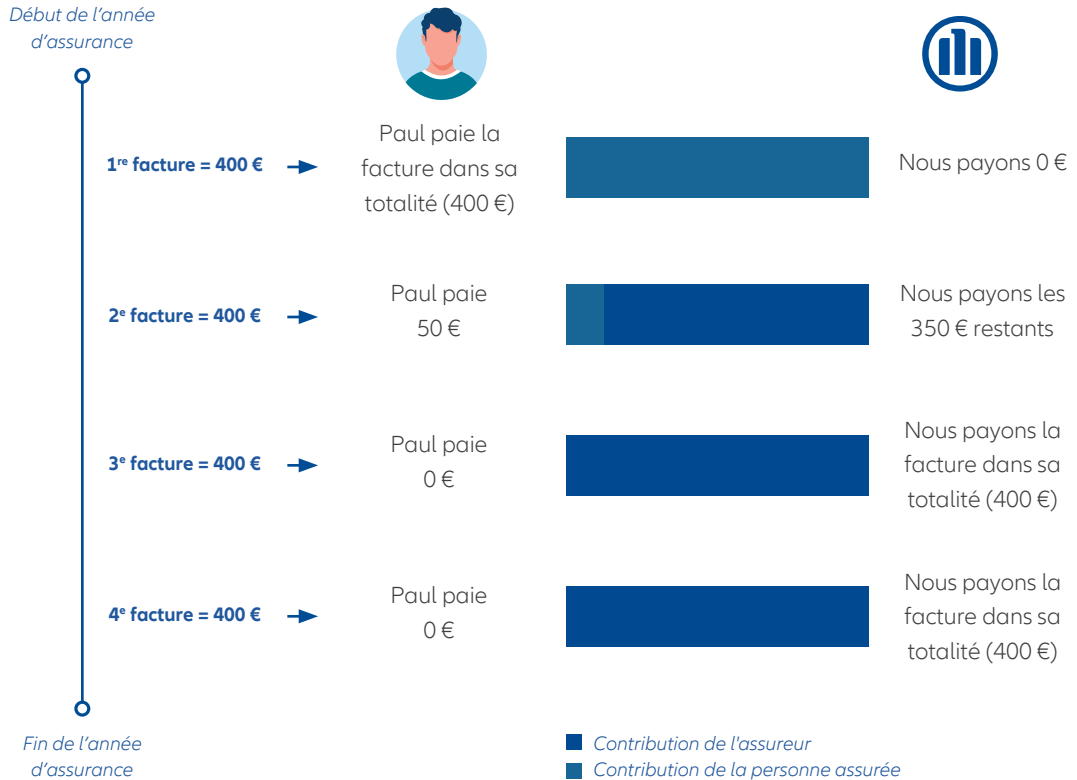 Début de l'année
d'assurance
1re facture = 400 €
Paul paie la
facture dans sa
totalité (400 €)
Nous payons 0 €
2e facture = 400 €
Paul paie
50 €
Nous payons les
350 € restants
3e facture = 400 €
Paul paie
0 €
Nous payons la
facture dans sa
totalité (400 €)
4e facture = 400 €
Paul paie
0 €
Nous payons la
facture dans sa
totalité (400 €)
Fin de l'année
d'assurance
Contribution de l'assureur
Contribution de la personne assurée